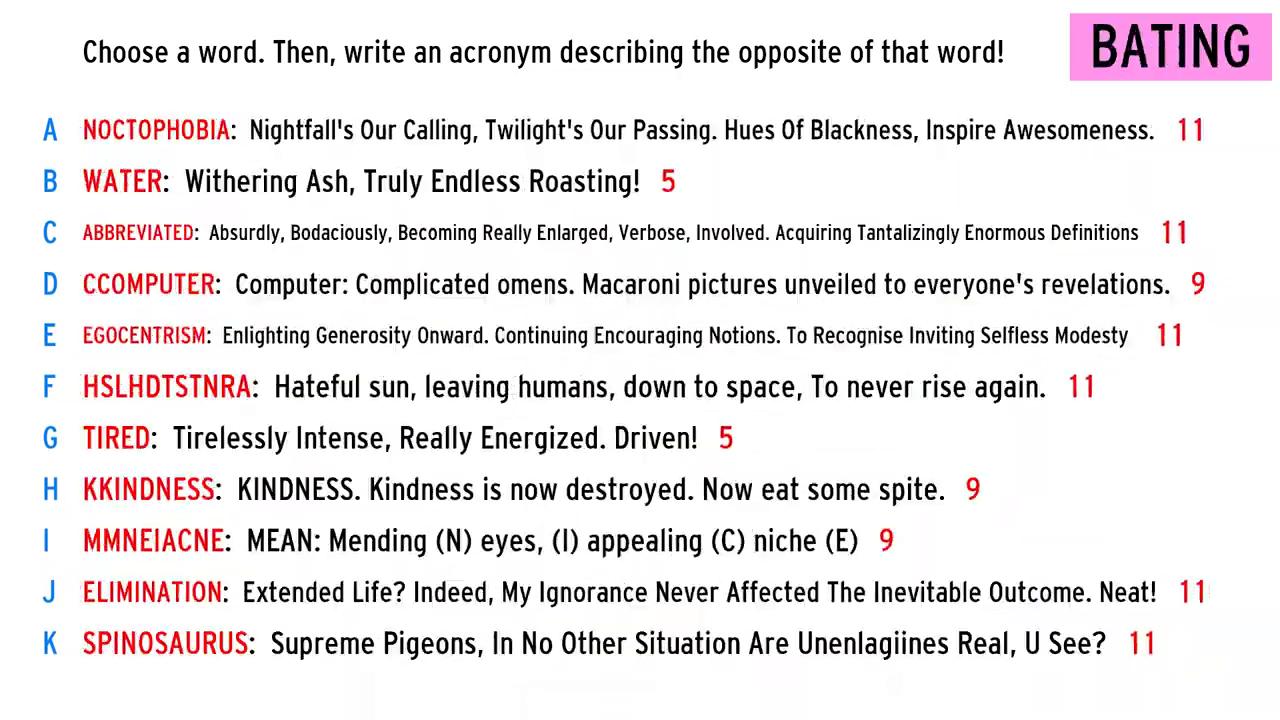 Choose a word. Then, write an acronym describing the opposite of that word!
BATING
A NOCTOPHOBIA: Nightfall's Our Calling, Twilight's Our Passing. Hues Of Blackness, Inspire Awesomeness. 11
B WATER: Withering Ash, Truly Endless Roasting! 5
C ABBREVIATED: Absurdly, Bodaciously, Becoming Really Enlarged, Verbose, Involved. Acquiring Tantalizingly Enormous Definitions 11
D CCOMPUTER: Computer: Complicated omens. Macaroni pictures unveiled to everyone's revelations. 9
E EGOCENTRISM: Enlighting Generosity Onward. Continuing Encouraging Notions. To Recognise Inviting Selfless Modesty 11
F HSLHDTSTNRA: Hateful sun, leaving humans, down to space, To never rise again. 11
G TIRED: Tirelessly Intense, Really Energized. Driven! 5
H KKINDNESS: KINDNESS. Kindness is now destroyed. Now eat some spite. 9
I MMNEIACNE: MEAN: Mending (N) eyes, (I) appealing (C) niche (E) 9
J ELIMINATION: Extended Life? Indeed, My Ignorance Never Affected The Inevitable Outcome. Neat! 11
K SPINOSAURUS: Supreme Pigeons, In No Other Situation Are Unenlagiines Real, U See? 11